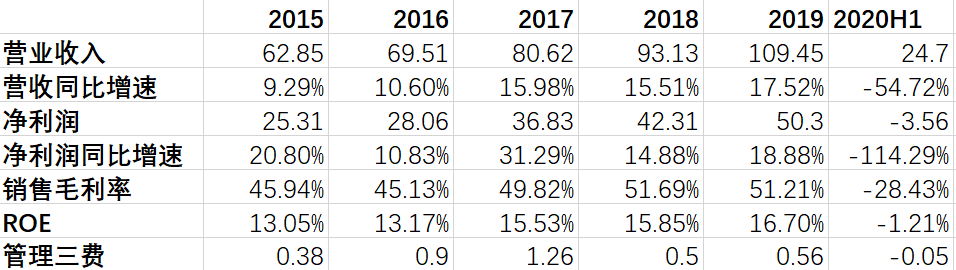 2015 2016 2017 2018 2019 2020H1
营业收入 62.85 69.51 80.62 93.13 109.45 24.7
营收同比增速 9.29% 10.60% 15.98% 15.51% 17.52% -54.72%
净利润 25.31 28.06 36.83 42.31 50.3 -3.56
净利润同比增速 20.80% 10.83% 31.29% 14.88% 18.88% -114.29%
销售毛利率 45.94% 45.13% 49.82% 51.69% 51.21% -28.43%
ROE 13.05% 13.17% 15.53% 15.85% 16.70% -1.21%
管理三费 0.38 0.9 1.26 0.5 0.56 -0.05